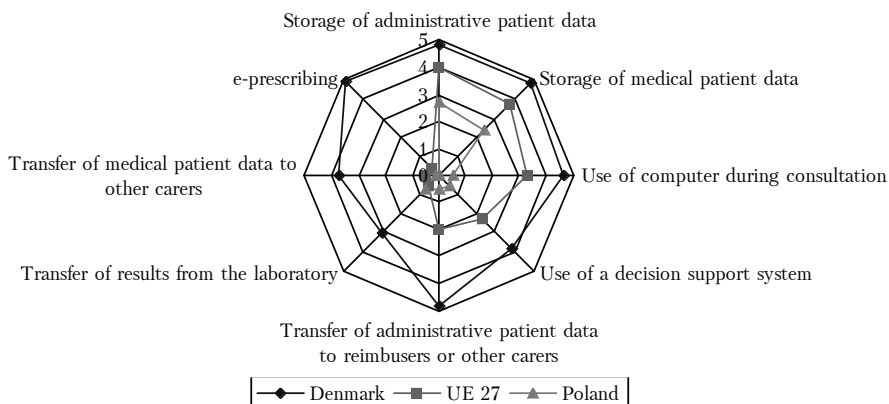 Storage of administrative patient data
5
e-prescribing
Storage of medical patient data
4
3
2
Transfer of medical patient data to
other carers
1
0
Use of computer during consultation
Transfer of results from the laboratory
Use of a decision support system
Transfer of administrative patient data
to reimbusers or other carers
Denmark UE 27 Poland